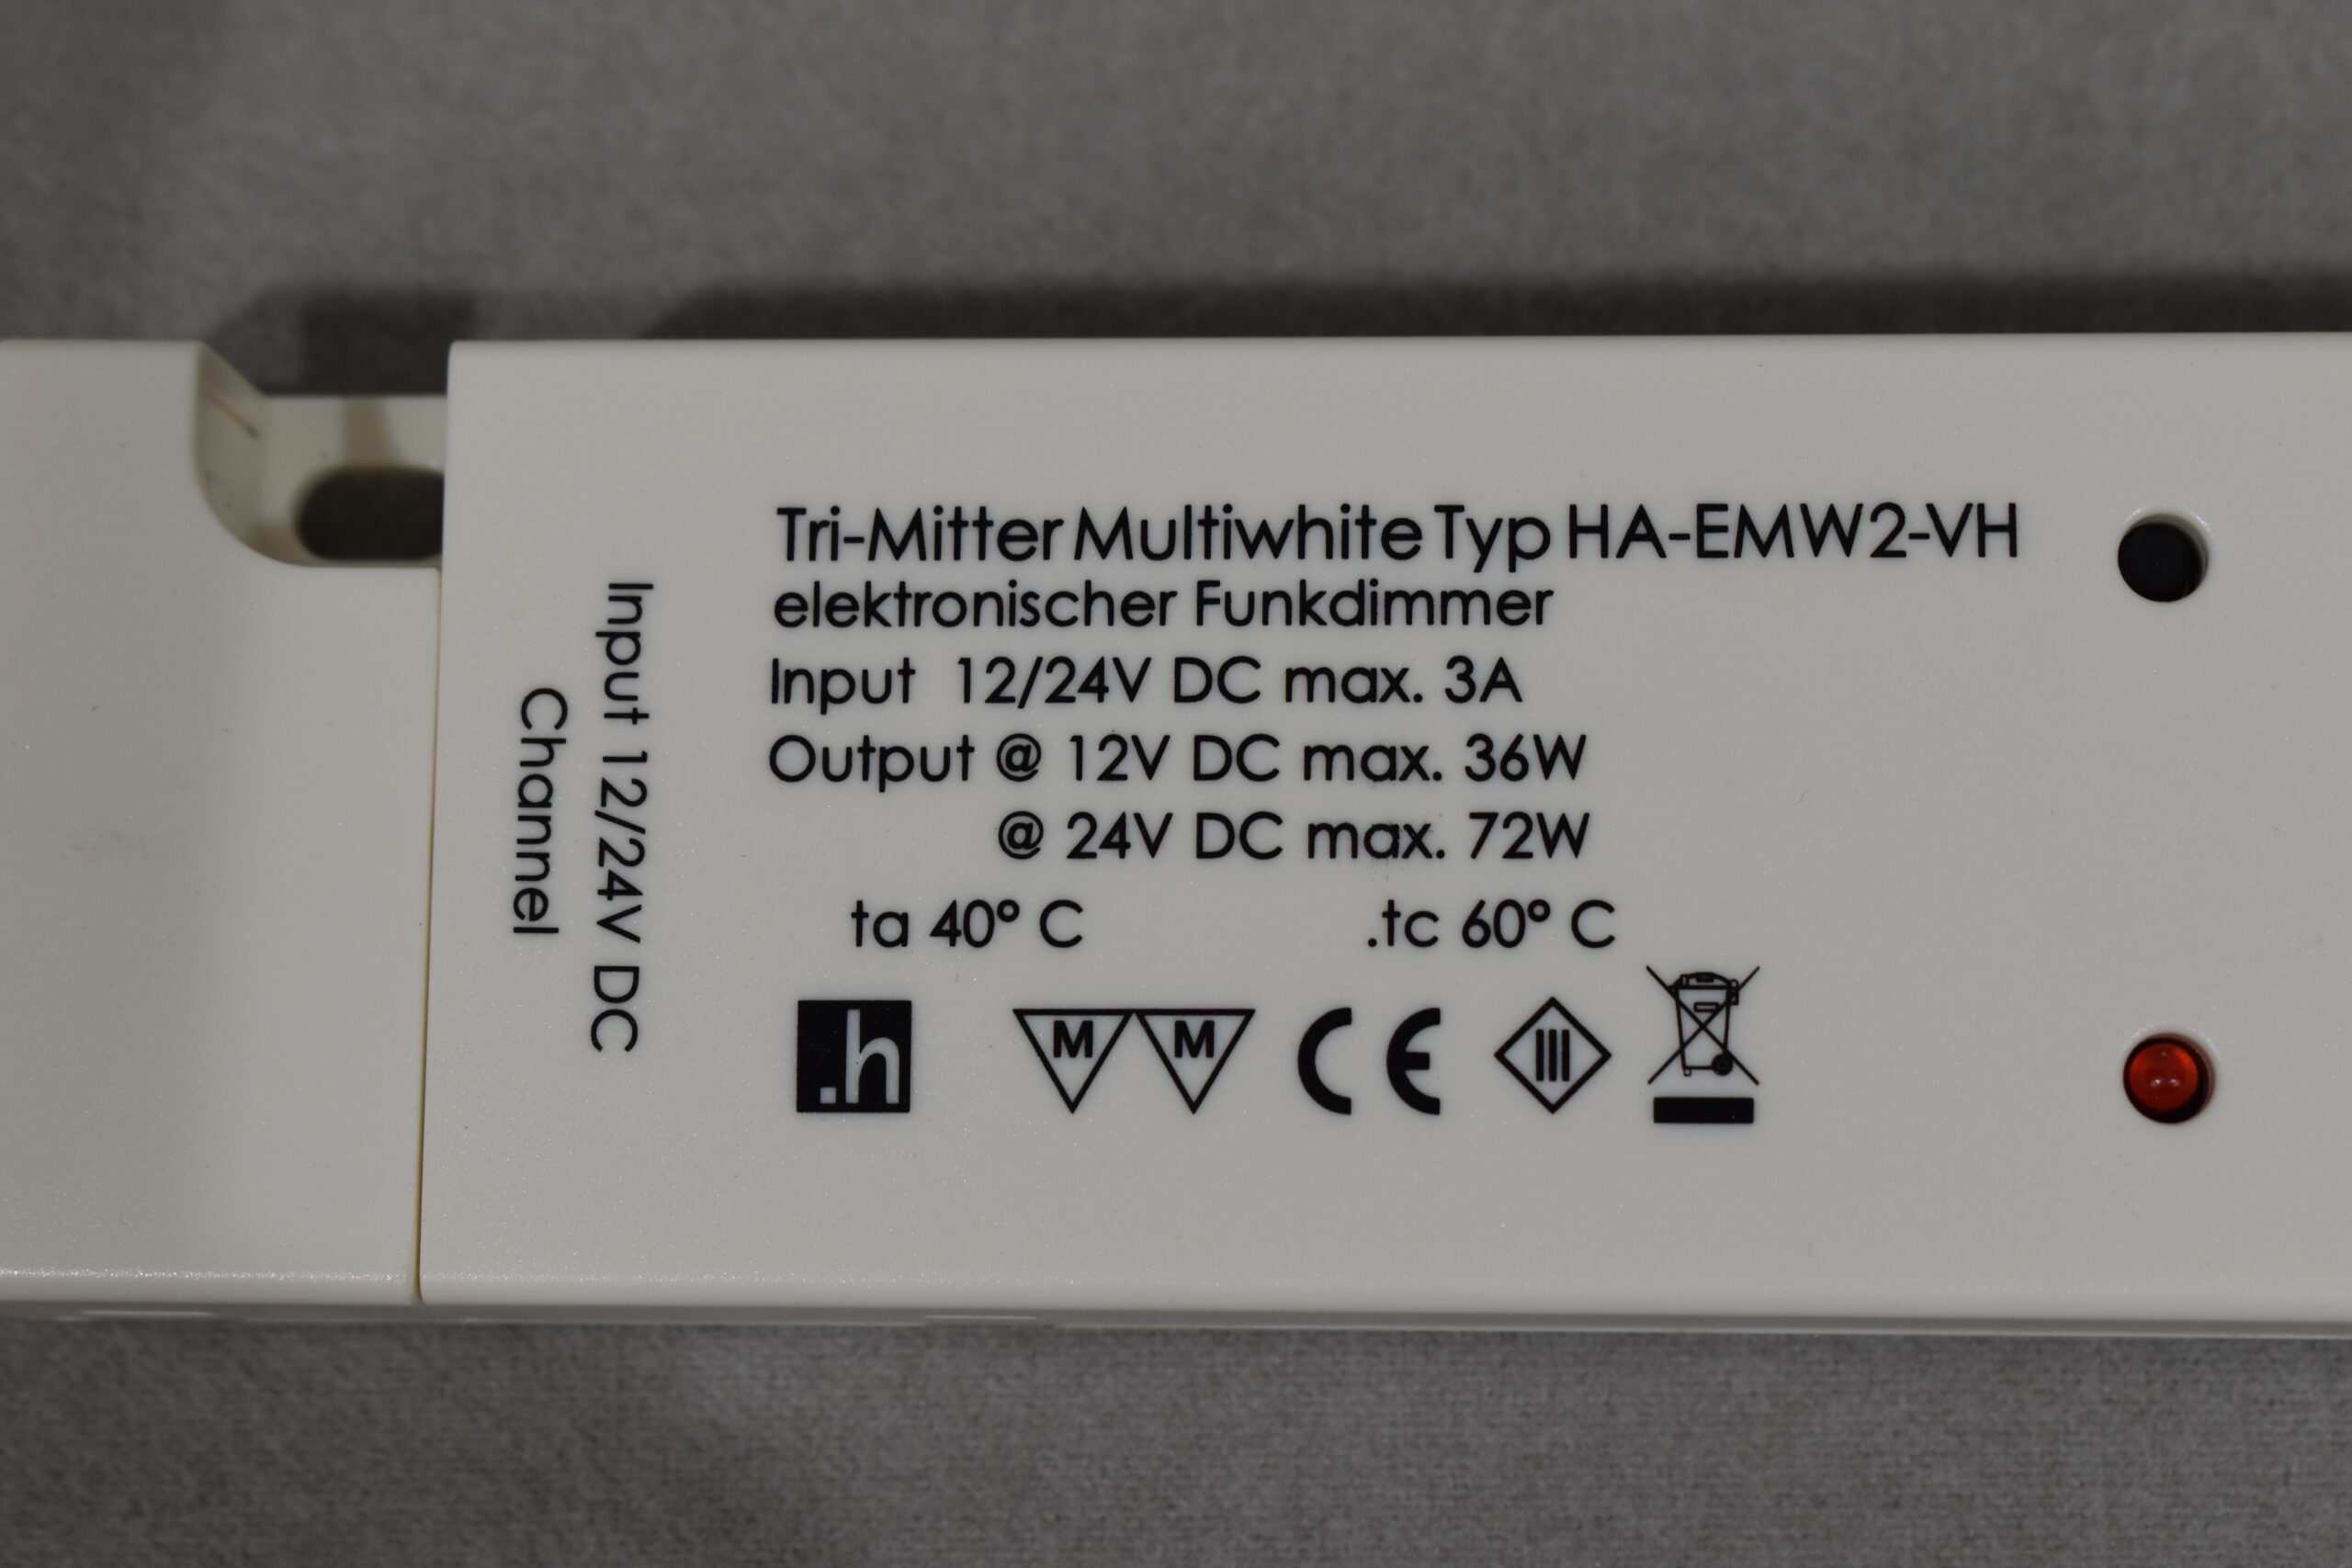 Input 12/24V DC
Channel
Tri-Mitter Multiwhite Typ HA-EMW2-VH
elektronischer Funkdimmer
Input 12/24V DC max. 3A
Output @ 12V DC max. 36W
@ 24V DC max. 72W
ta 40° C .tc 60° C
.h M M CE III